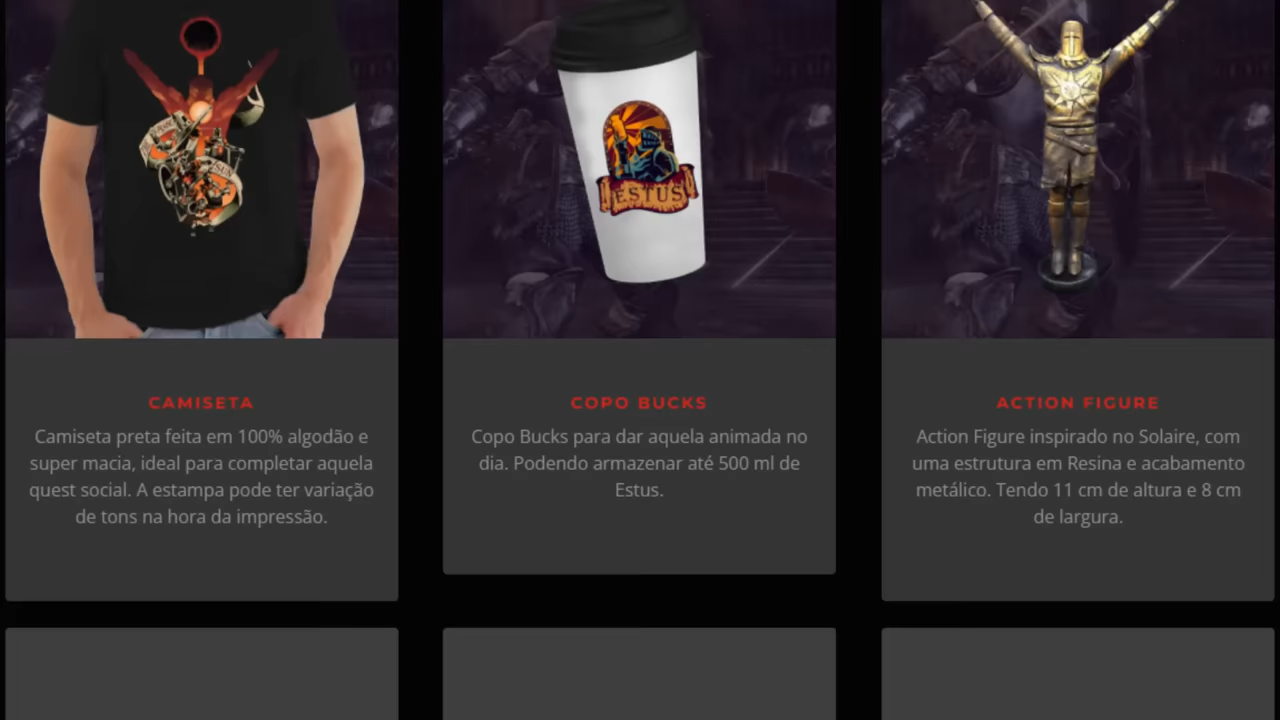 ESTUS
CAMISETA
Camiseta preta feita em 100% algodão e
super macia, ideal para completar aquela
quest social. A estampa pode ter variação
de tons na hora da impressão.
COPO BUCKS
Copo Bucks para dar aquela animada no
dia. Podendo armazenar até 500 ml de
Estus.
ACTION FIGURE
Action Figure inspirado no Solaire, com
uma estrutura em Resina e acabamento
metálico. Tendo 11 cm de altura e 8 cm
de largura.